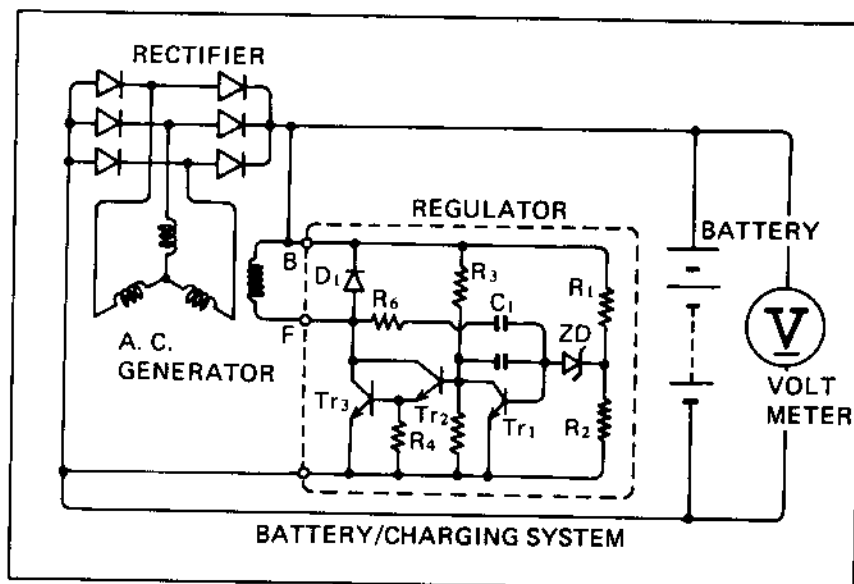 RECTIFIER
REGULATOR
BATTERY
B
D₁
R₃
R₁
R₆
C₁
ZD
F
V
A. C.
GENERATOR
VOLT
METER
Tr₃
Tr₂
R₄
Tr₁
R₂
BATTERY/CHARGING SYSTEM